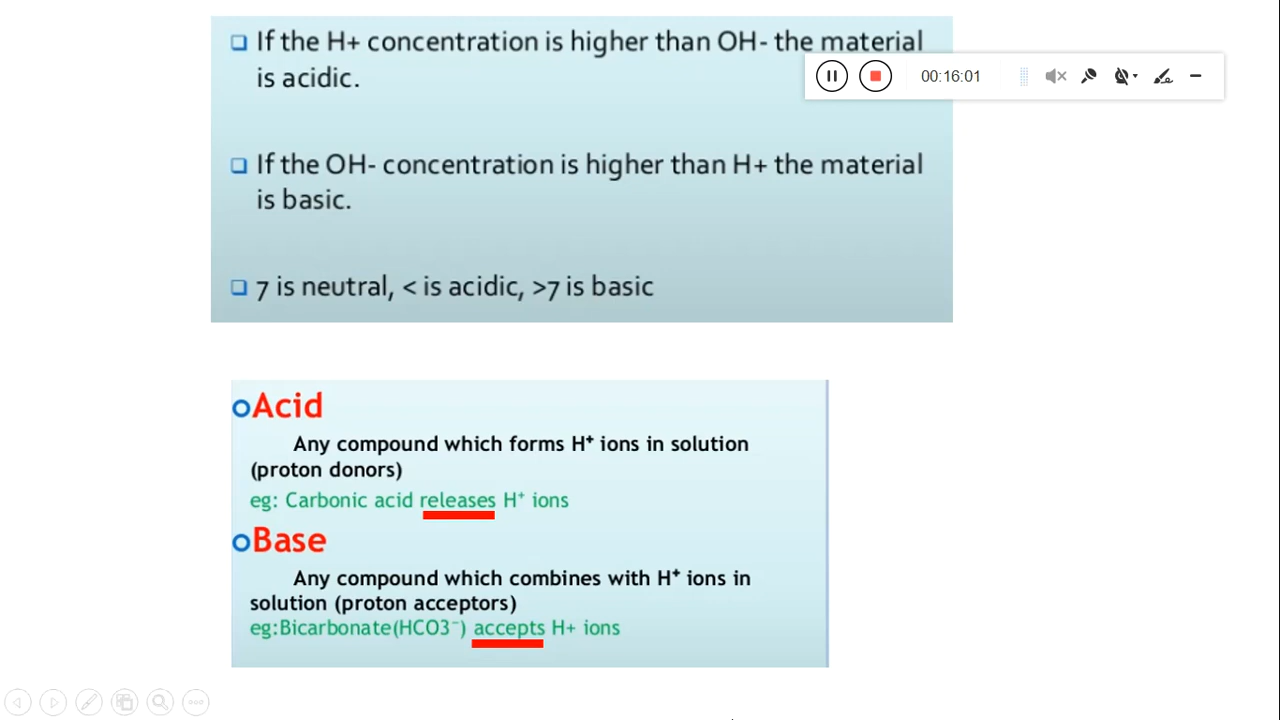 If the H+ concentration is higher than OH- the material
is acidic.
00:16:01
If the OH- concentration is higher than H+ the material
is basic.
7 is neutral, < is acidic, >7 is basic
Acid
Any compound which forms H⁺ ions in solution
(proton donors)
eg: Carbonic acid releases H⁺ ions
Base
Any compound which combines with H⁺ ions in
solution (proton acceptors)
eg:Bicarbonate(HCO3⁻) accepts H+ ions